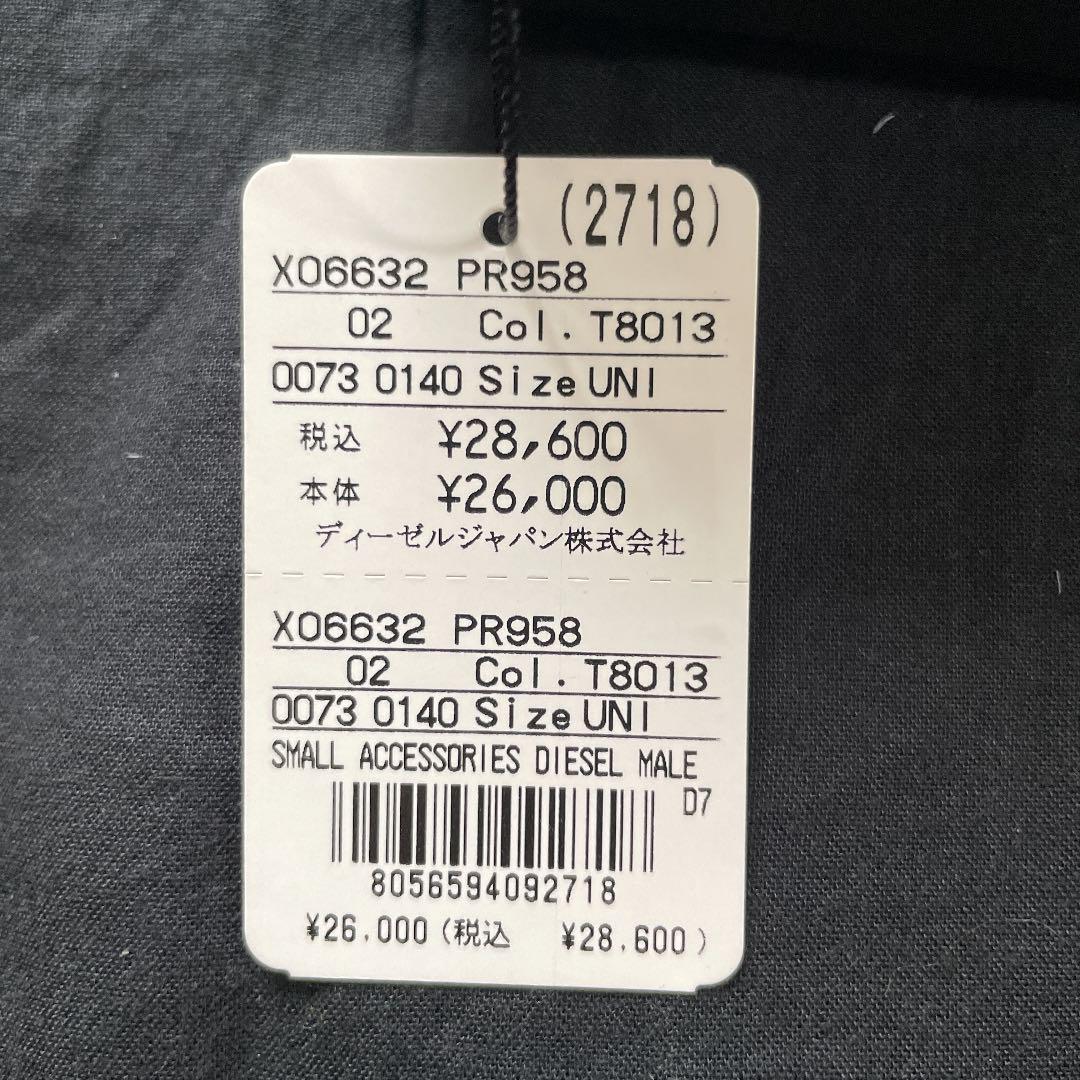 (2718)
X06632 PR958
02 Col. T8013
0073 0140 Size UNI
税込 ¥28,600
本体 ¥26,000
ディーゼルジャパン株式会社
X06632 PR958
02 Col. T8013
0073 0140 Size UNI
SMALL ACCESSORIES DIESEL MALE
D7
8056594092718
¥26,000 (税込 ¥28,600)